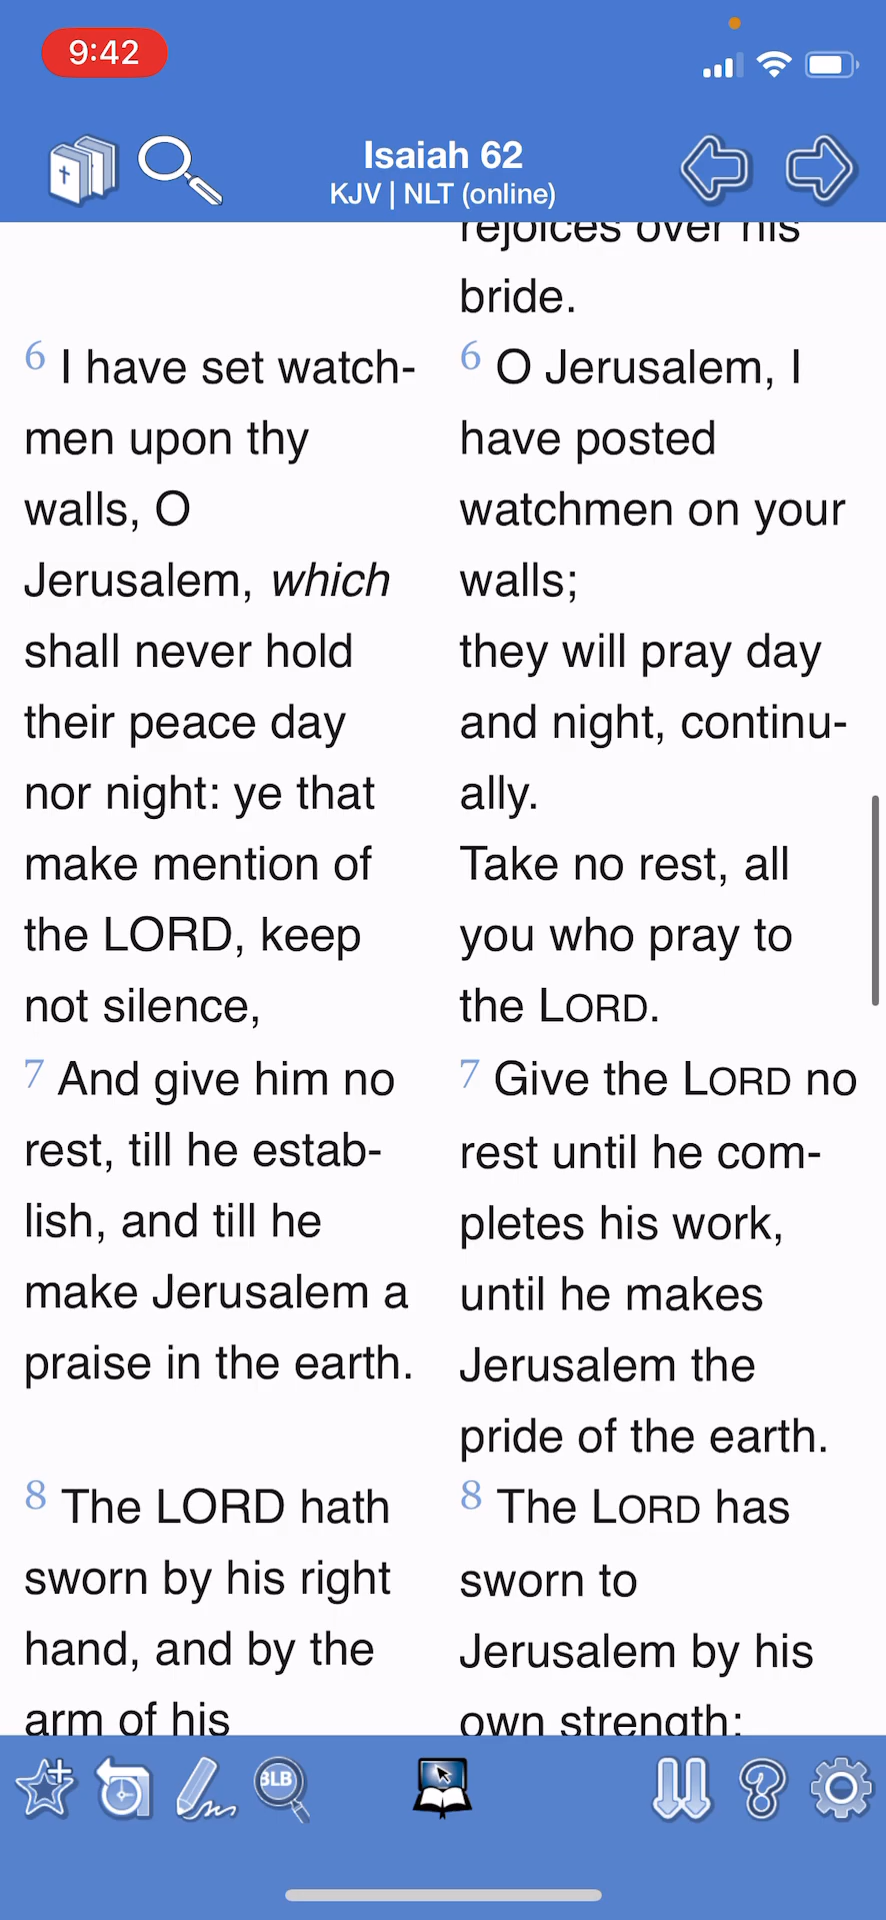 9:42
Isaiah 62
KJV | NLT (online)
rejoices over his
bride.
6 I have set watch-
men upon thy
walls, O
Jerusalem, which
shall never hold
their peace day
nor night: ye that
make mention of
the LORD, keep
not silence,
7 And give him no
rest, till he estab-
lish, and till he
make Jerusalem a
praise in the earth.
8 The LORD hath
sworn by his right
hand, and by the
arm of his
6 O Jerusalem, I
have posted
watchmen on your
walls;
they will pray day
and night, continu-
ally.
Take no rest, all
you who pray to
the LORD.
7 Give the LORD no
rest until he com-
pletes his work,
until he makes
Jerusalem the
pride of the earth.
8 The LORD has
sworn to
Jerusalem by his
own strength:
BLB